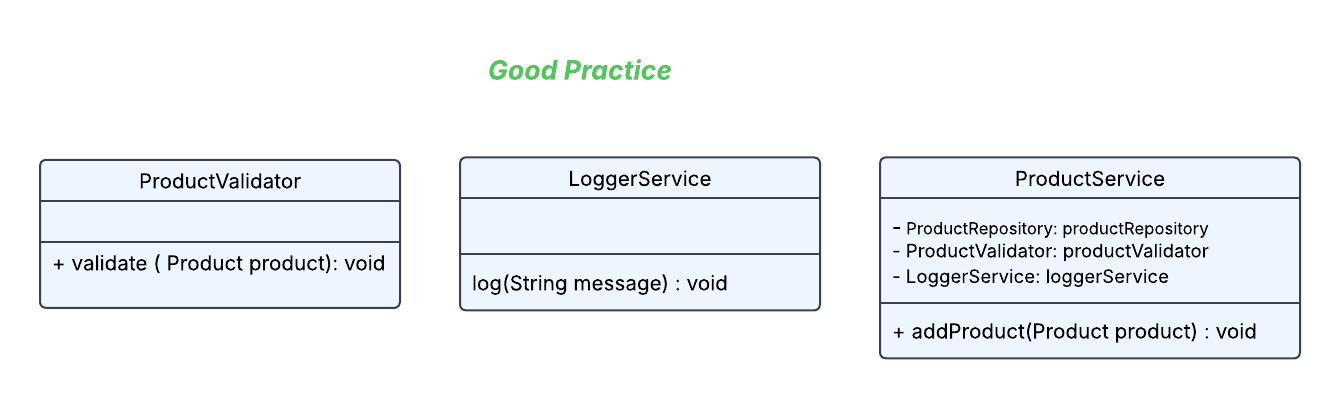 Good Practice
ProductValidator
+ validate ( Product product): void
LoggerService
log(String message) : void
ProductService
- ProductRepository: productRepository
- ProductValidator: productValidator
- LoggerService: loggerService
+ addProduct(Product product) : void